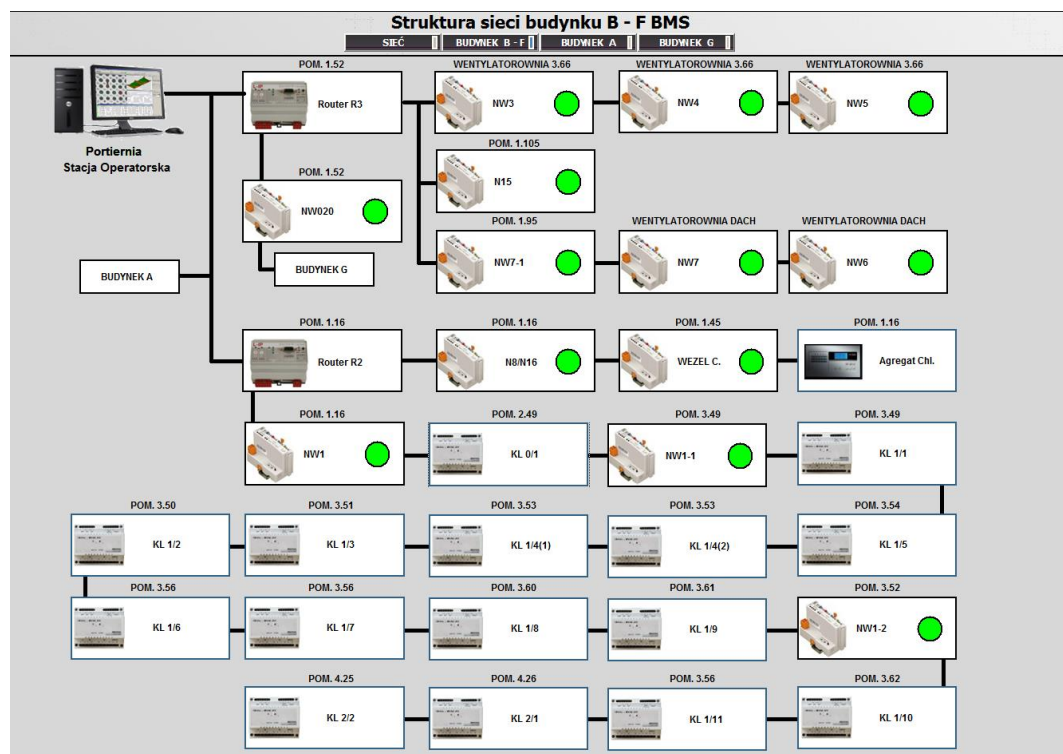 Struktura sieci budynku B - F BMS
SIEĆ
BUDYNEK B - F
BUDYNEK A
BUDYNEK G
POM. 1.52
WENTYLATOROWNIA 3.66
WENTYLATOROWNIA 3.66
WENTYLATOROWNIA 3.66
Router R3
NW3
NW4
NW5
Portiernia
Stacja Operatorska
POM. 1.105
N15
POM. 1.52
NW020
POM. 1.95
WENTYLATOROWNIA DACH
WENTYLATOROWNIA DACH
NW7-1
NW7
NW6
BUDYNEK A
BUDYNEK G
POM. 1.16
POM. 1.16
POM. 1.45
POM. 1.16
Router R2
N8/N16
WEZEL C.
Agregat Chl.
POM. 1.16
POM. 2.49
POM. 3.49
POM. 3.49
NW1
KL 0/1
NW1-1
KL 1/1
POM. 3.50
POM. 3.51
POM. 3.53
POM. 3.53
POM. 3.54
KL 1/2
KL 1/3
KL 1/4(1)
KL 1/4(2)
KL 1/5
POM. 3.56
POM. 3.56
POM. 3.60
POM. 3.61
POM. 3.52
KL 1/6
KL 1/7
KL 1/8
KL 1/9
NW1-2
POM. 4.25
POM. 4.26
POM. 3.56
POM. 3.62
KL 2/2
KL 2/1
KL 1/11
KL 1/10